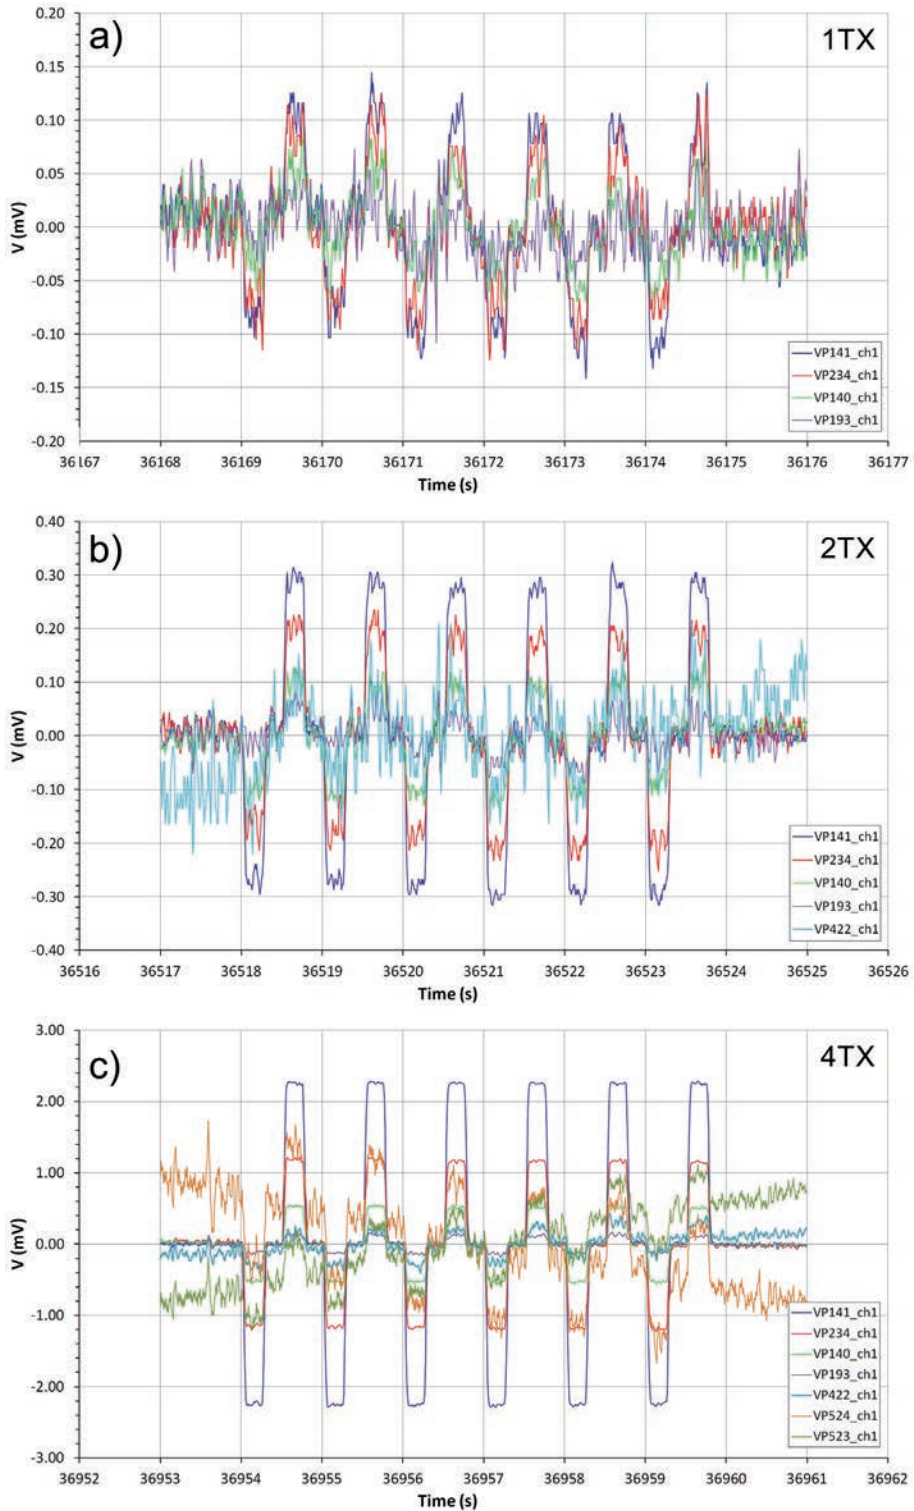 a)
1TX
0.20
0.15
0.10
0.05
0.00
-0.05
-0.10
-0.15
-0.20
V (mV)
VP141_ch1
VP234_ch1
VP140_ch1
VP193_ch1
36167 36168 36169 36170 36171 36172 36173 36174 36175 36176 36177
Time (s)
b)
2TX
0.40
0.30
0.20
0.10
0.00
-0.10
-0.20
-0.30
-0.40
V (mV)
VP141_ch1
VP234_ch1
VP140_ch1
VP193_ch1
VP422_ch1
36516 36517 36518 36519 36520 36521 36522 36523 36524 36525 36526
Time (s)
c)
4TX
3.00
2.00
1.00
0.00
-1.00
-2.00
-3.00
V (mV)
VP141_ch1
VP234_ch1
VP140_ch1
VP193_ch1
VP422_ch1
VP524_ch1
VP523_ch1
36952 36953 36954 36955 36956 36957 36958 36959 36960 36961 36962
Time (s)